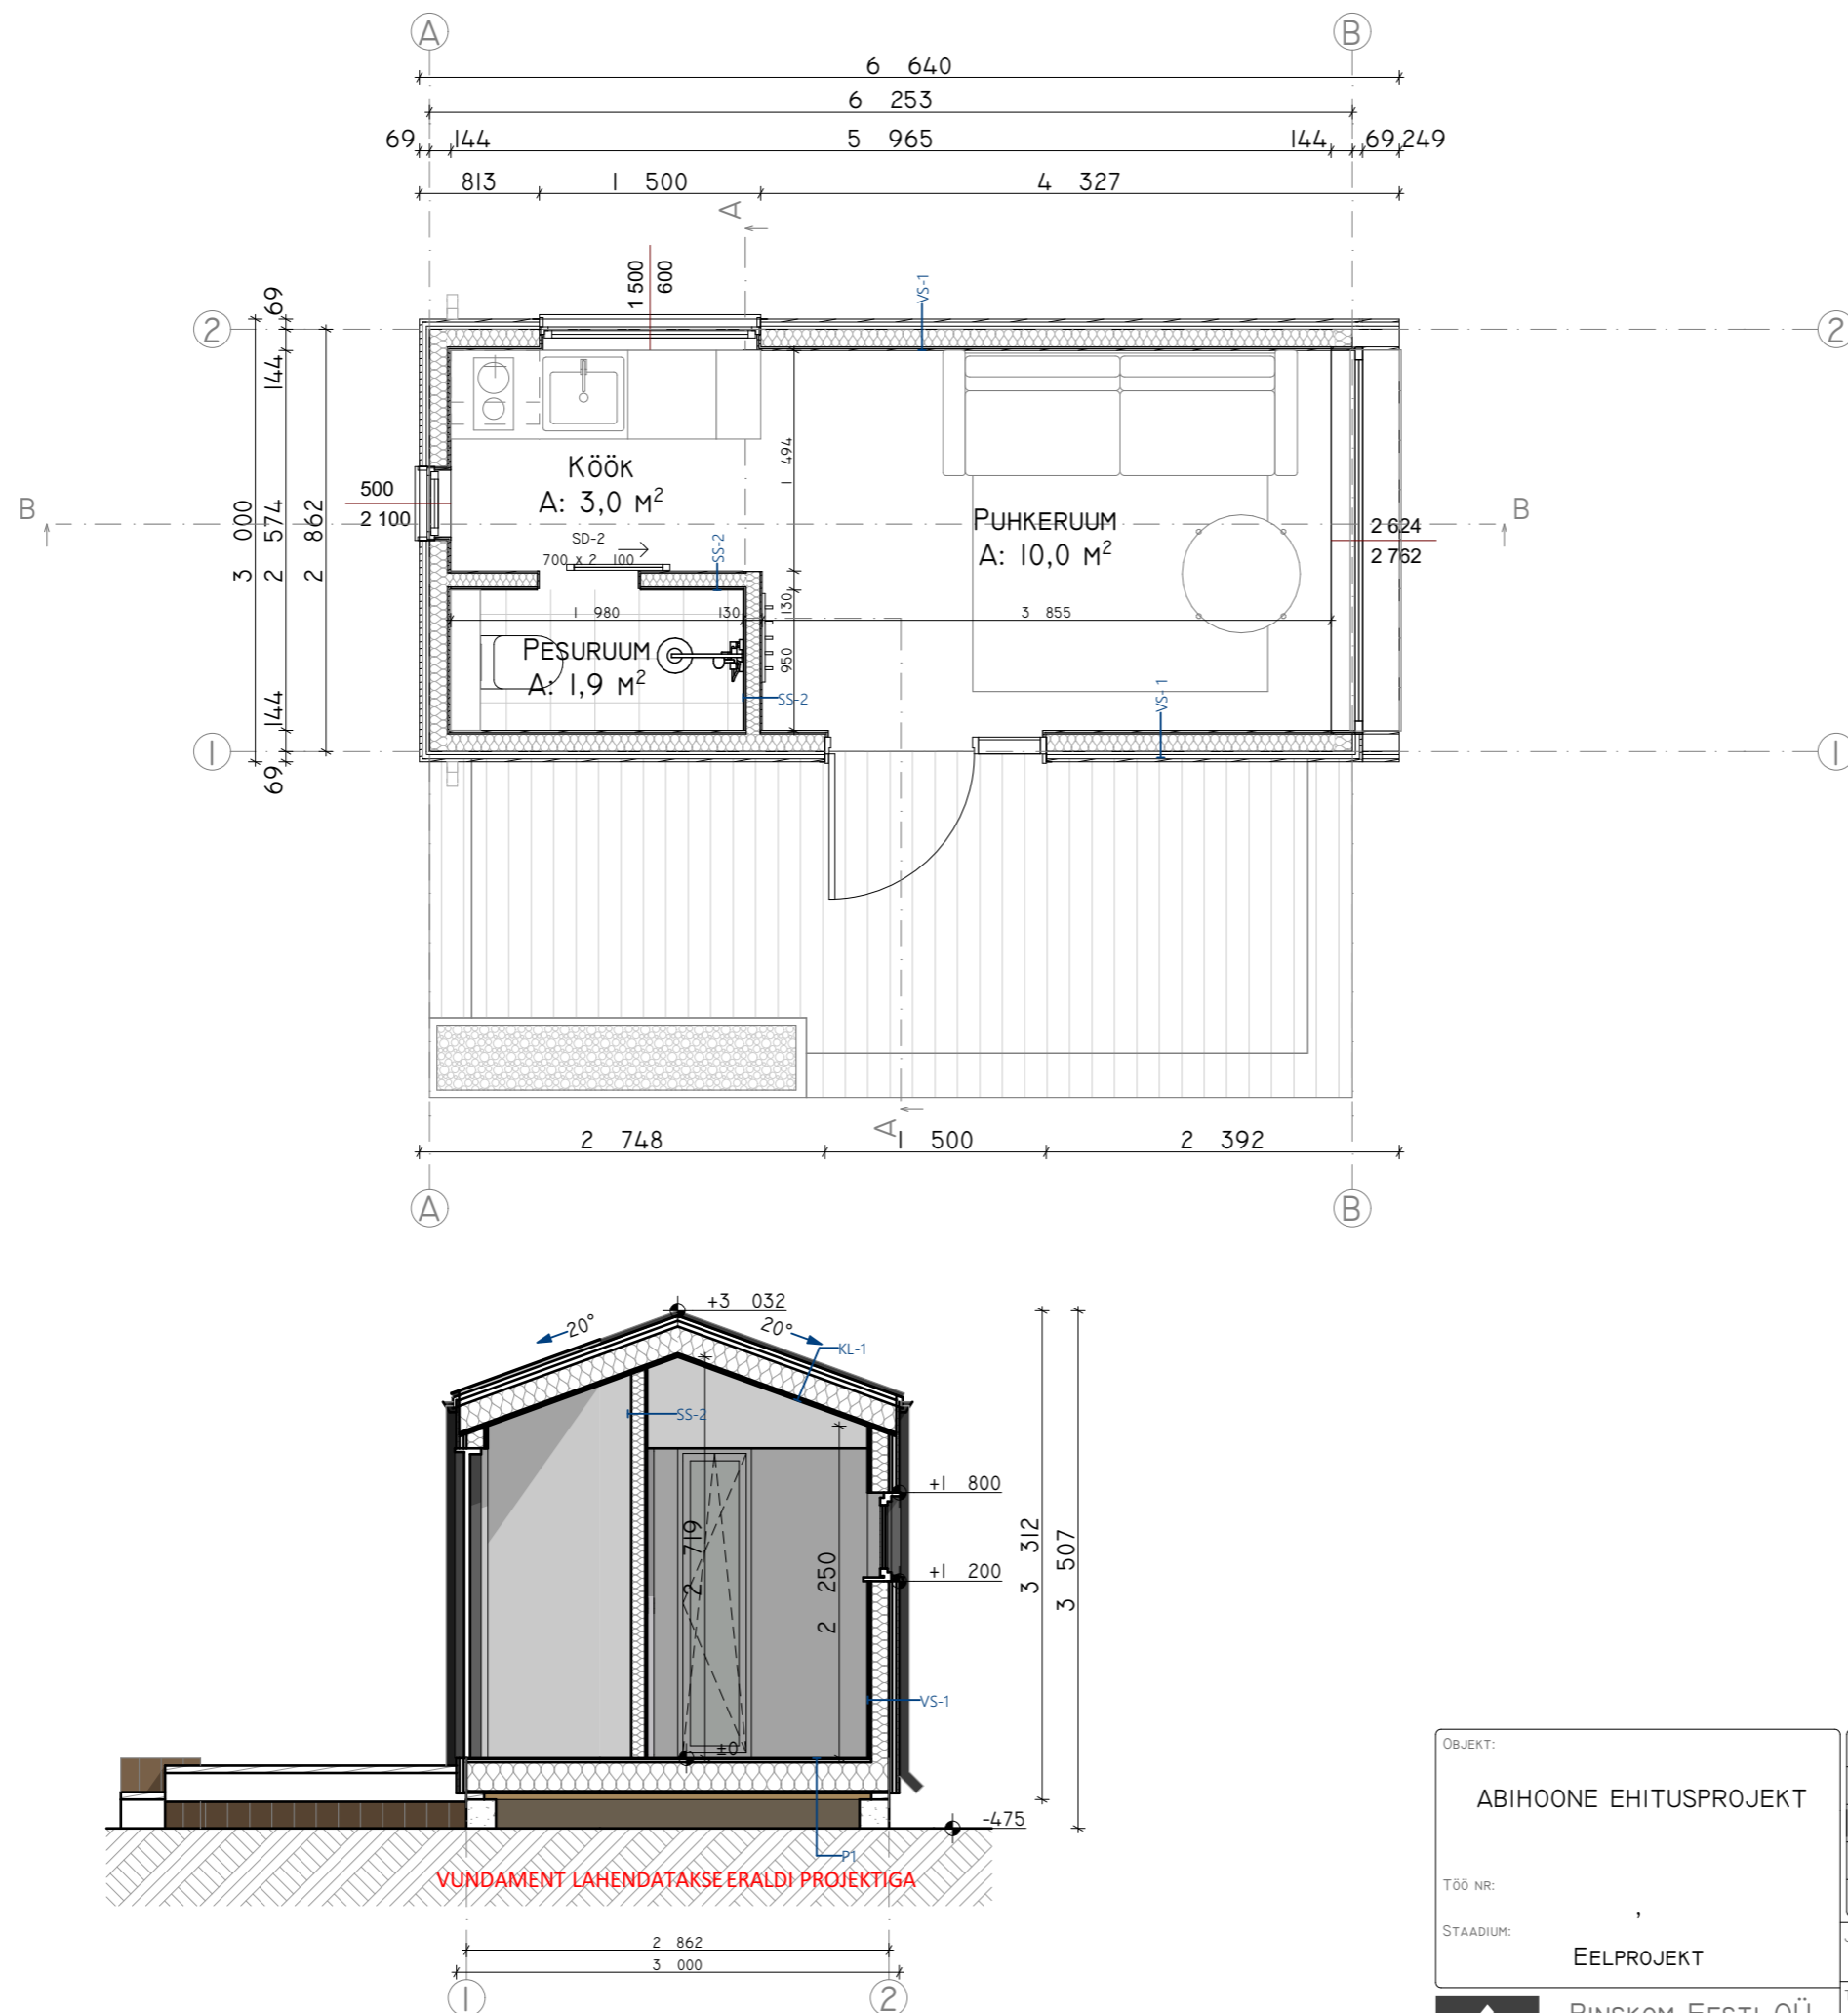 A
B
6 640
6 253
69
144
5 965
144
69
249
813
1 500
4 327
A
1 500
600
VS-1
2
2
69
144
3 000
2 574
2 862
144
69
1 494
KÖÖK
A: 3,0 M²
500
2 100
B
B
PUHKERUUM
A: 10,0 M²
2 624
2 762
SD-2
700 x 2 100
SS-2
1 980
130
130
3 855
PESURUUM
A: 1,9 M²
950
SS-2
VS-1
1
1
A
2 748
1 500
2 392
A
B
+3 032
20°
20°
KL-1
SS-2
+1 800
2 719
2 250
3 312
3 507
+1 200
VS-1
±0
-475
P1
VUNDAMENT LAHENDATAKSE ERALDI PROJEKTIGA
2 862
3 000
1
2
OBJEKT:
ABIHOONE EHITUSPROJEKT
TÖÖ NR:
,
STAADIUM:
EELPROJEKT